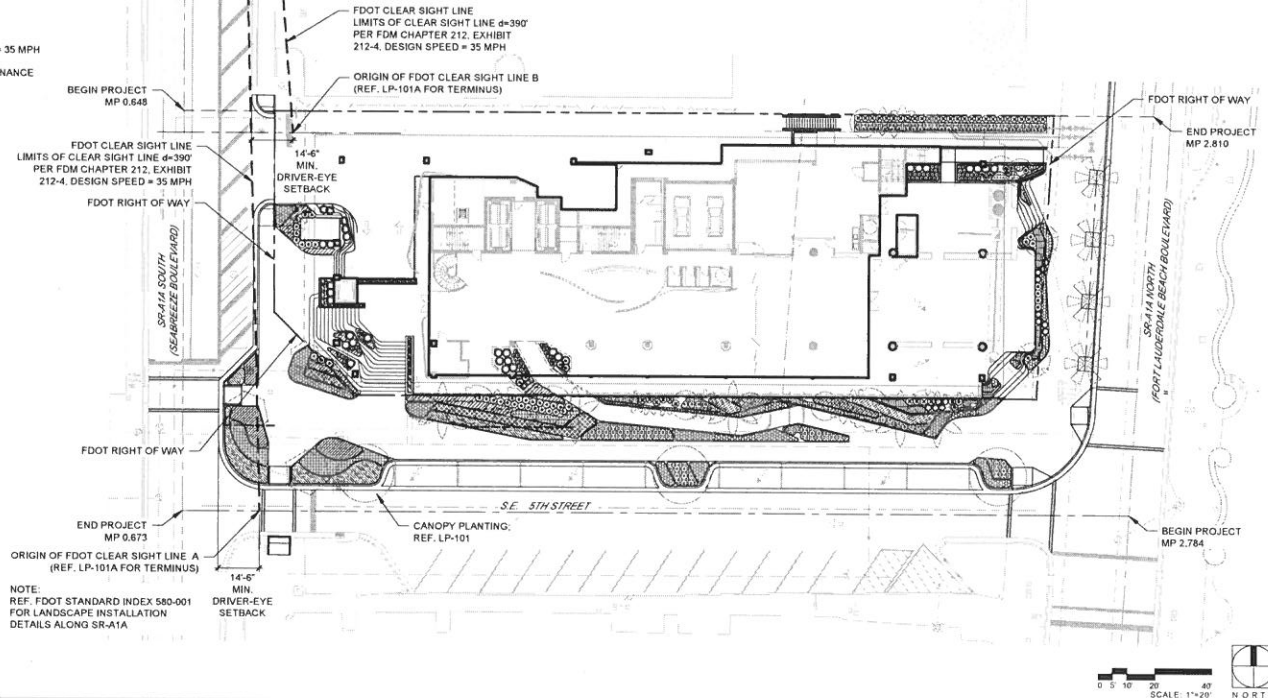 = 35 MPH
NANCE
FDOT CLEAR SIGHT LINE
LIMITS OF CLEAR SIGHT LINE d=390'
PER FDM CHAPTER 212, EXHIBIT
212-4, DESIGN SPEED = 35 MPH
ORIGIN OF FDOT CLEAR SIGHT LINE B
(REF. LP-101A FOR TERMINUS)
BEGIN PROJECT
MP 0.648
FDOT RIGHT OF WAY
END PROJECT
MP 2.810
FDOT CLEAR SIGHT LINE
LIMITS OF CLEAR SIGHT LINE d=390'
PER FDM CHAPTER 212, EXHIBIT
212-4, DESIGN SPEED = 35 MPH
14'-6"
MIN.
DRIVER-EYE
SETBACK
FDOT RIGHT OF WAY
SR-A1A SOUTH
(SEABREEZE BOULEVARD)
SR-A1A NORTH
(FORT LAUDERDALE BEACH BOULEVARD)
FDOT RIGHT OF WAY
S.E. 5TH STREET
END PROJECT
MP 0.673
CANOPY PLANTING;
REF. LP-101
BEGIN PROJECT
MP 2.784
ORIGIN OF FDOT CLEAR SIGHT LINE A
(REF. LP-101A FOR TERMINUS)
14'-6"
MIN.
DRIVER-EYE
SETBACK
NOTE:
REF. FDOT STANDARD INDEX 580-001
FOR LANDSCAPE INSTALLATION
DETAILS ALONG SR-A1A
0 5' 10' 20' 40'
SCALE: 1"=20'
NORT